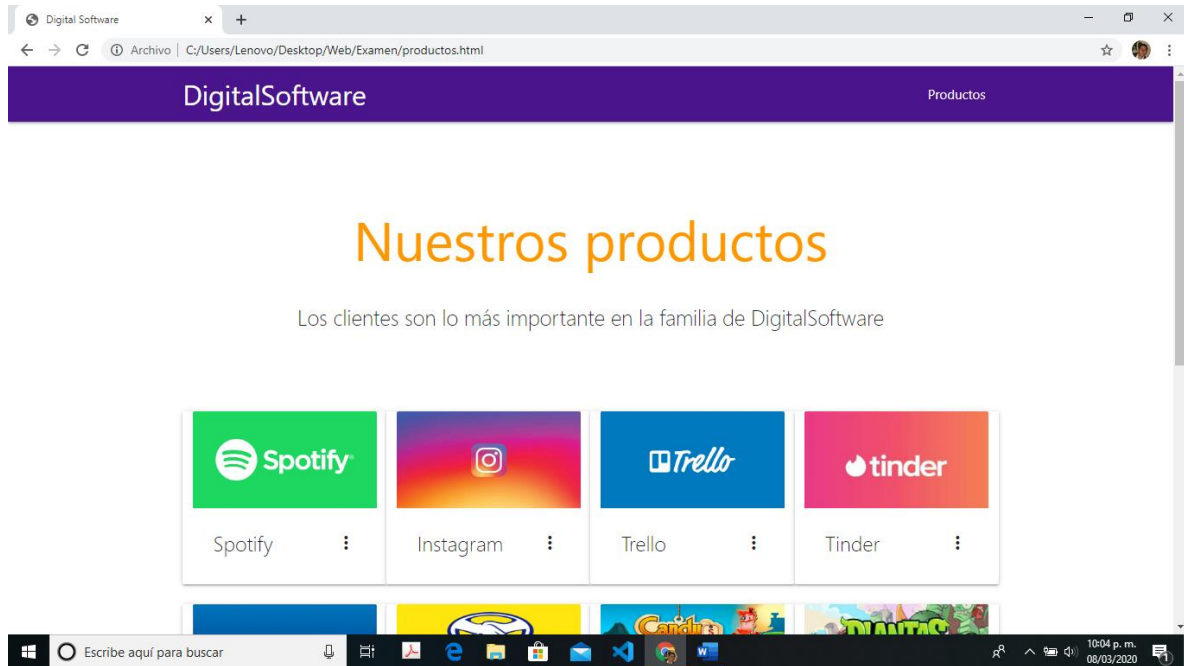 Digital Software
Archivo | C:/Users/Lenovo/Desktop/Web/Examen/productos.html
DigitalSoftware
Productos
Nuestros productos
Los clientes son lo más importante en la familia de DigitalSoftware
Spotify
Trello
tinder
Spotify
Instagram
Trello
Tinder
Candy
PLANTAS
Escribe aquí para buscar
10:04 p. m.
08/03/2020